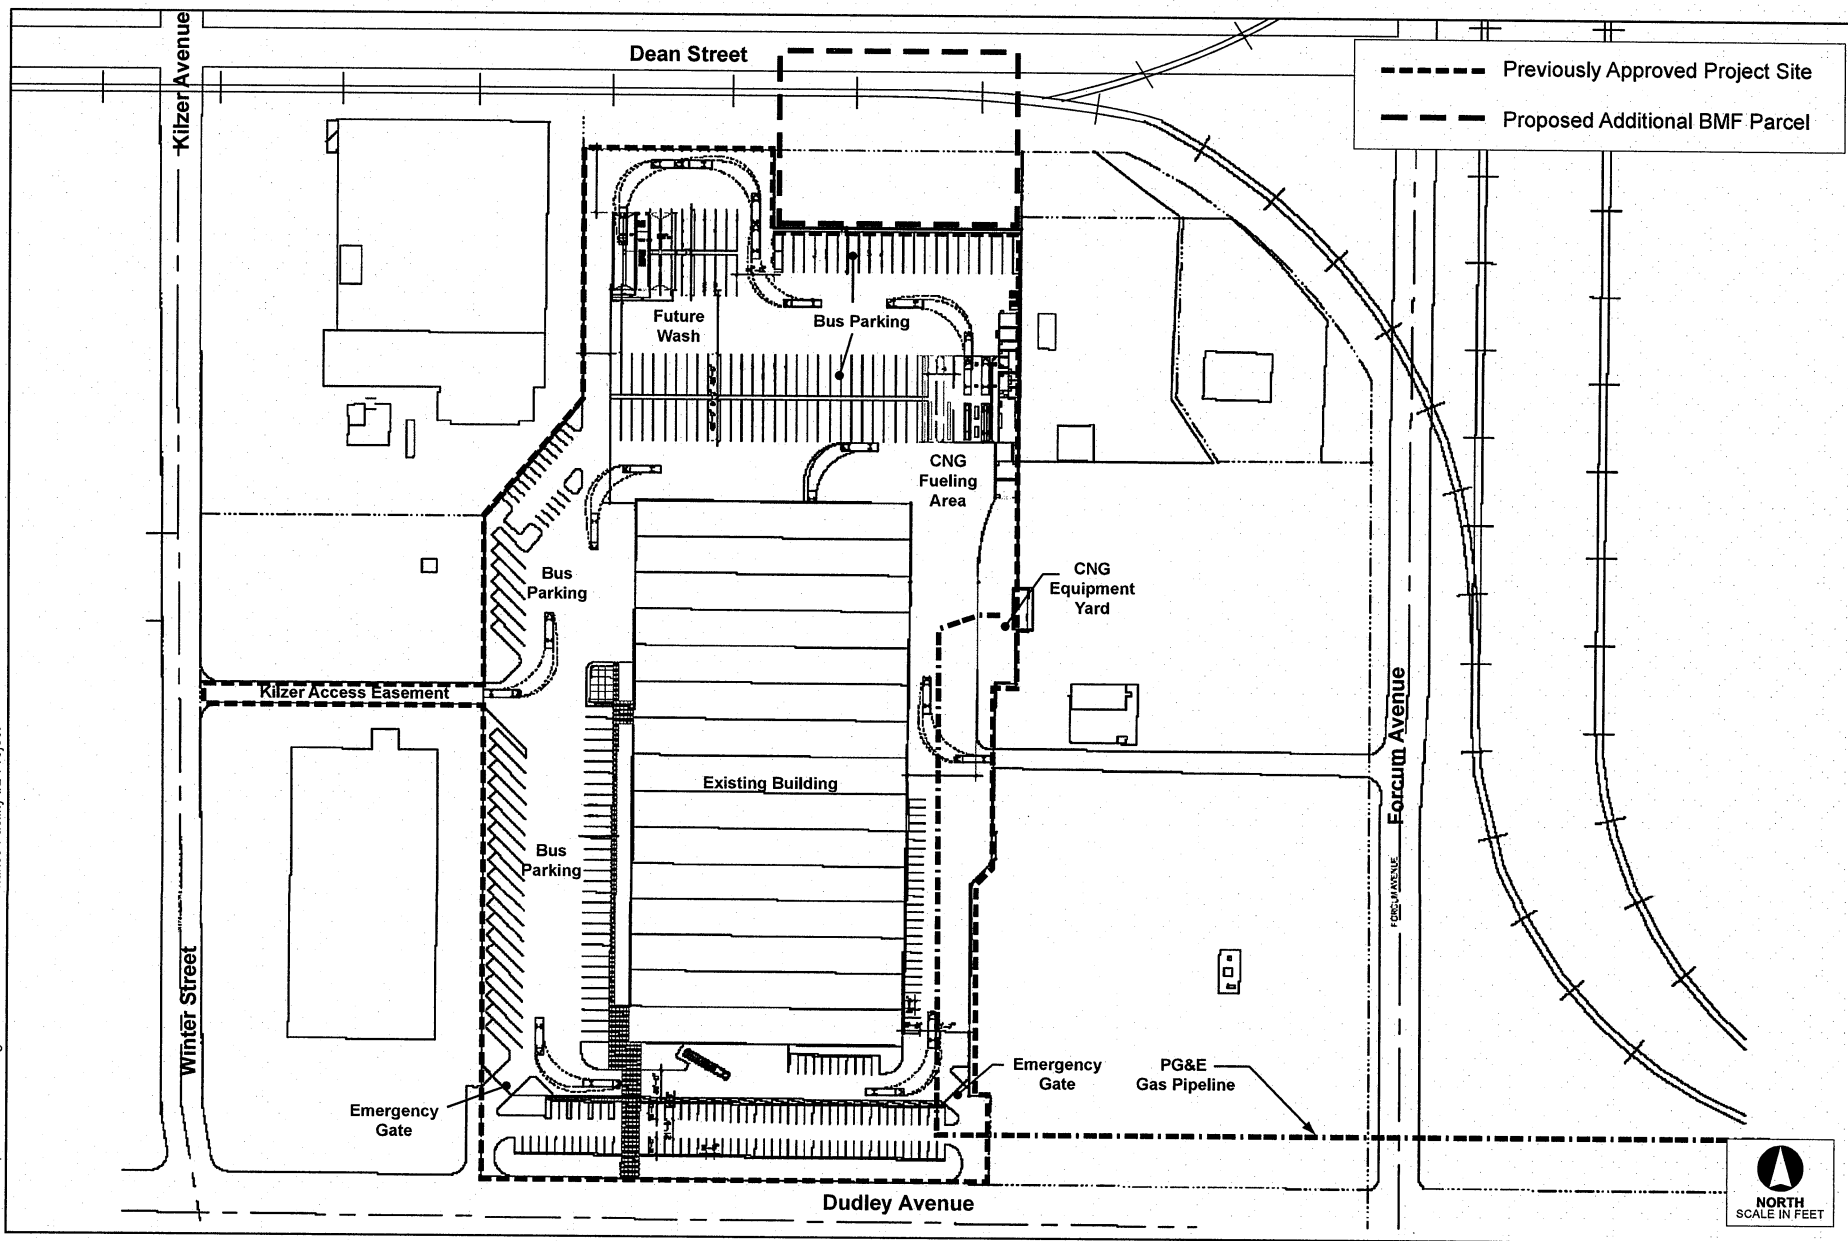 Kilzer Avenue
Dean Street
Previously Approved Project Site
Proposed Additional BMF Parcel
Future
Wash
Bus Parking
CNG
Fueling
Area
Bus
Parking
CNG
Equipment
Yard
Kilzer Access Easement
Forcum Avenue
Existing Building
Bus
Parking
FORCUM AVENUE
Winter Street
Emergency
Gate
PG&E
Gas Pipeline
Emergency
Gate
Dudley Avenue
NORTH
SCALE IN FEET